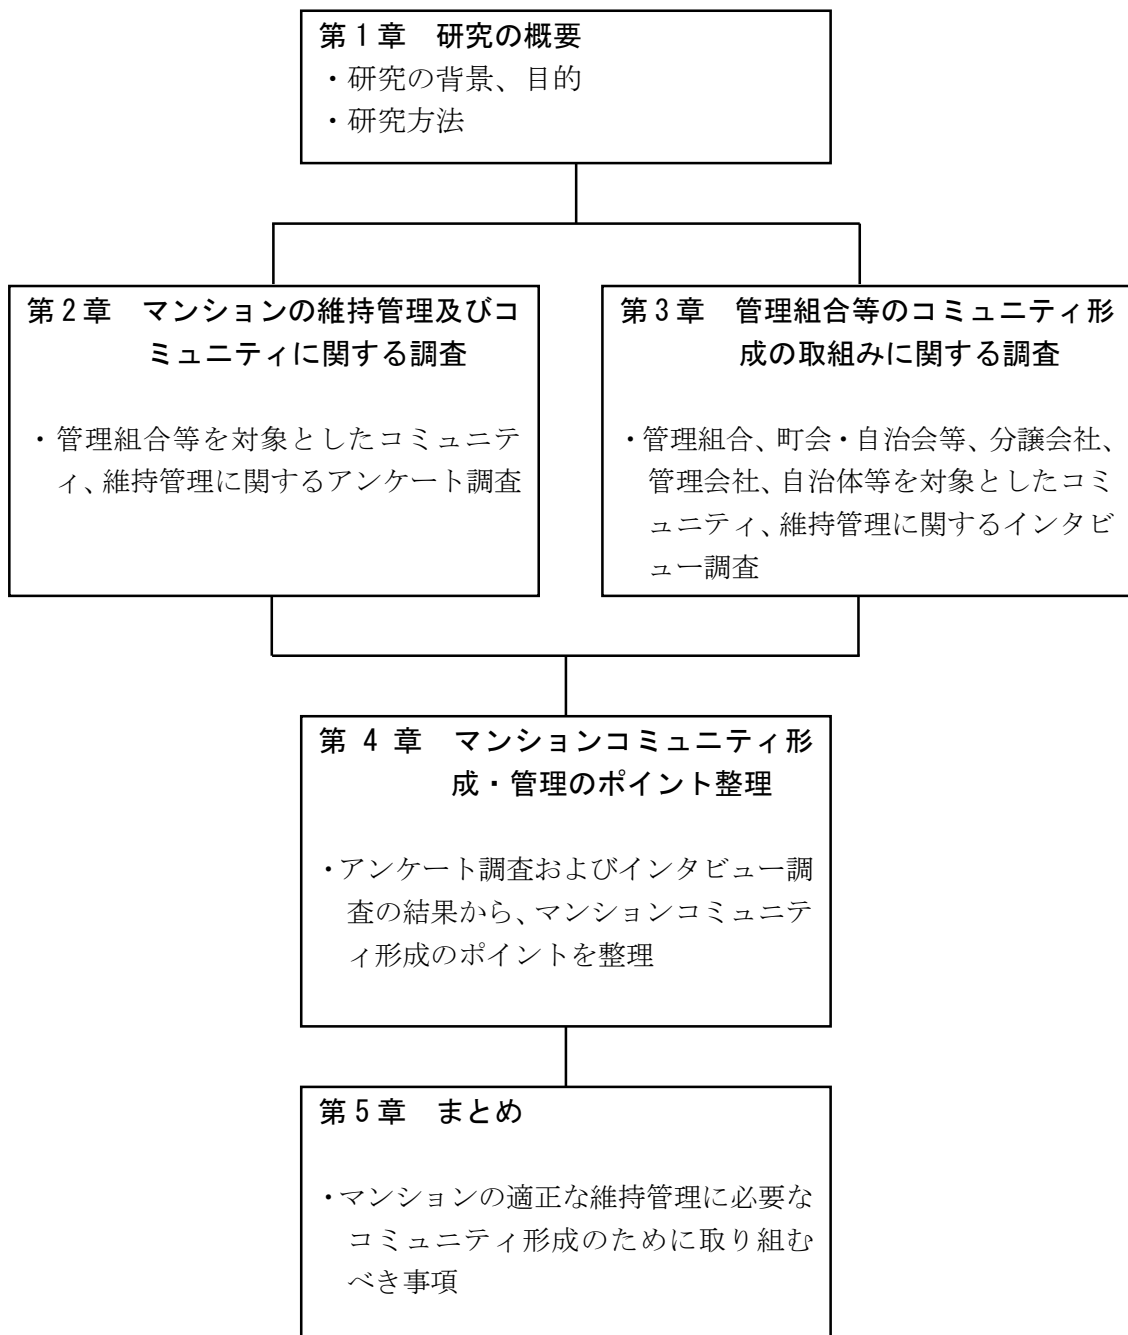 第1章　研究の概要
・研究の背景、目的
・研究方法
第2章　マンションの維持管理及びコ
ミュニティに関する調査
・管理組合等を対象としたコミュニテ
ィ、維持管理に関するアンケート調査
第3章　管理組合等のコミュニティ形
成の取組みに関する調査
・管理組合、町会・自治会等、分譲会社、
管理会社、自治体等を対象としたコミ
ュニティ、維持管理に関するインタビ
ュー調査
第4章　マンションコミュニティ形
成・管理のポイント整理
・アンケート調査およびインタビュー調
査の結果から、マンションコミュニテ
ィ形成のポイントを整理
第5章　まとめ
・マンションの適正な維持管理に必要な
コミュニティ形成のために取り組む
べき事項